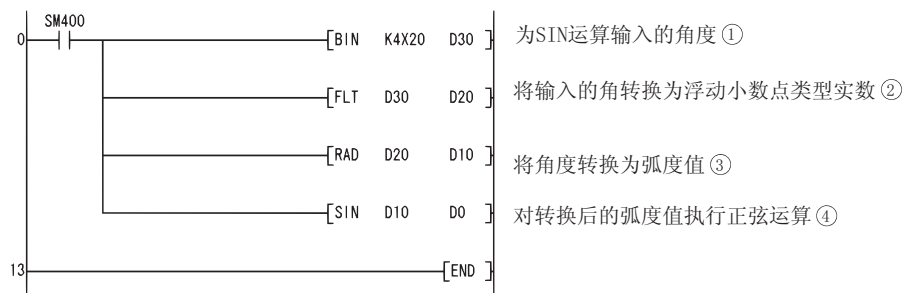 SM400
0 [BIN K4X20 D30 ] 为SIN运算输入的角度①
[FLT D30 D20 ] 将输入的角转换为浮动小数点类型实数②
[RAD D20 D10 ] 将角度转换为弧度值③
[SIN D10 D0 ] 对转换后的弧度值执行正弦运算④
13 [END ]